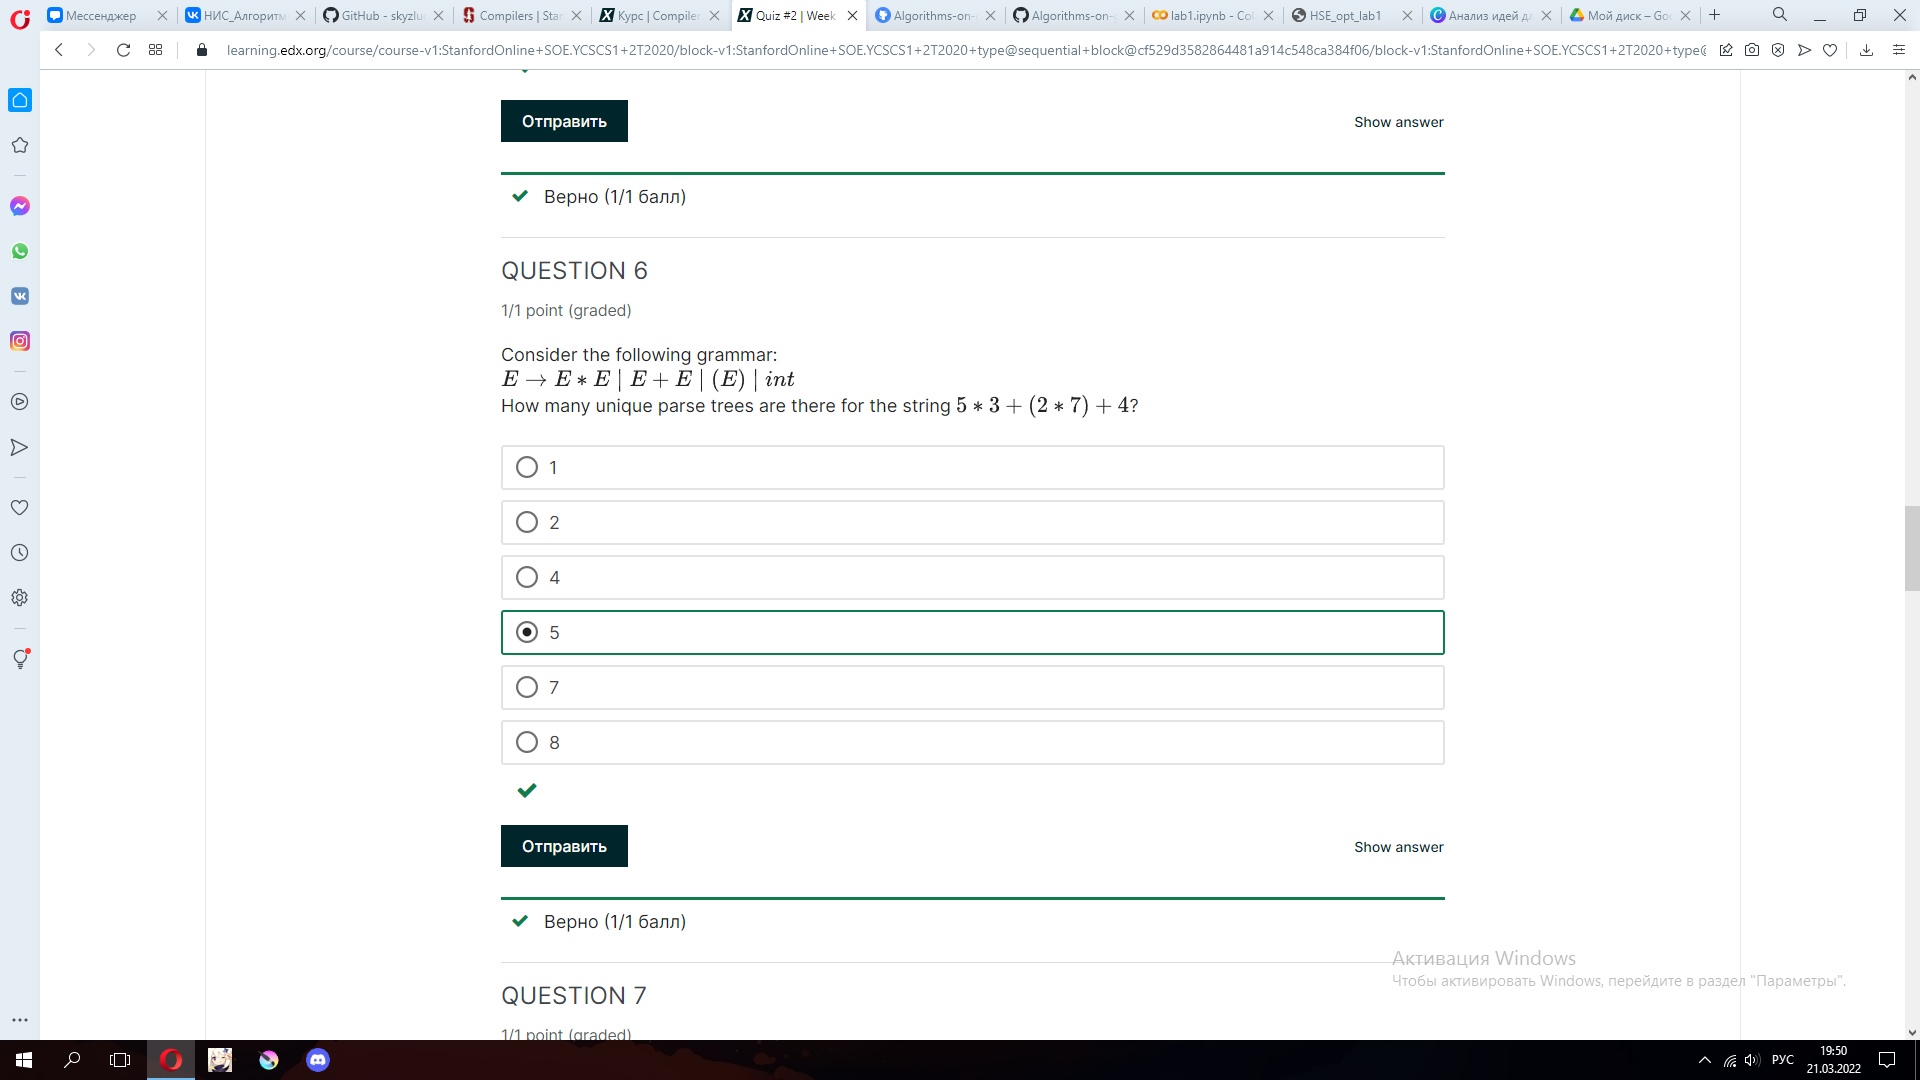 Мессенджер
НИС_Алгоритм
GitHub - skyzlu
Compilers | Star
Курс | Compiler
Quiz #2 | Week
Algorithms-on-
Algorithms-on-
lab1.ipynb - Col
HSE_opt_lab1
Анализ идей д
Мой диск – Goo
learning.edx.org/course/course-v1:StanfordOnline+SOE.YCSCS1+2T2020/block-v1:StanfordOnline+SOE.YCSCS1+2T2020+type@sequential+block@cf529d3582864481a914c548ca384f06/block-v1:StanfordOnline+SOE.YCSCS1+2T2020+type@
Отправить
Show answer
Верно (1/1 балл)
QUESTION 6
1/1 point (graded)
Consider the following grammar:
E → E ∗ E | E + E | (E) | int
How many unique parse trees are there for the string 5 ∗ 3 + (2 ∗ 7) + 4?
1
2
4
5
7
8
Отправить
Show answer
Верно (1/1 балл)
Активация Windows
Чтобы активировать Windows, перейдите в раздел "Параметры".
QUESTION 7
1/1 point (graded)
РУС
19:50
21.03.2022